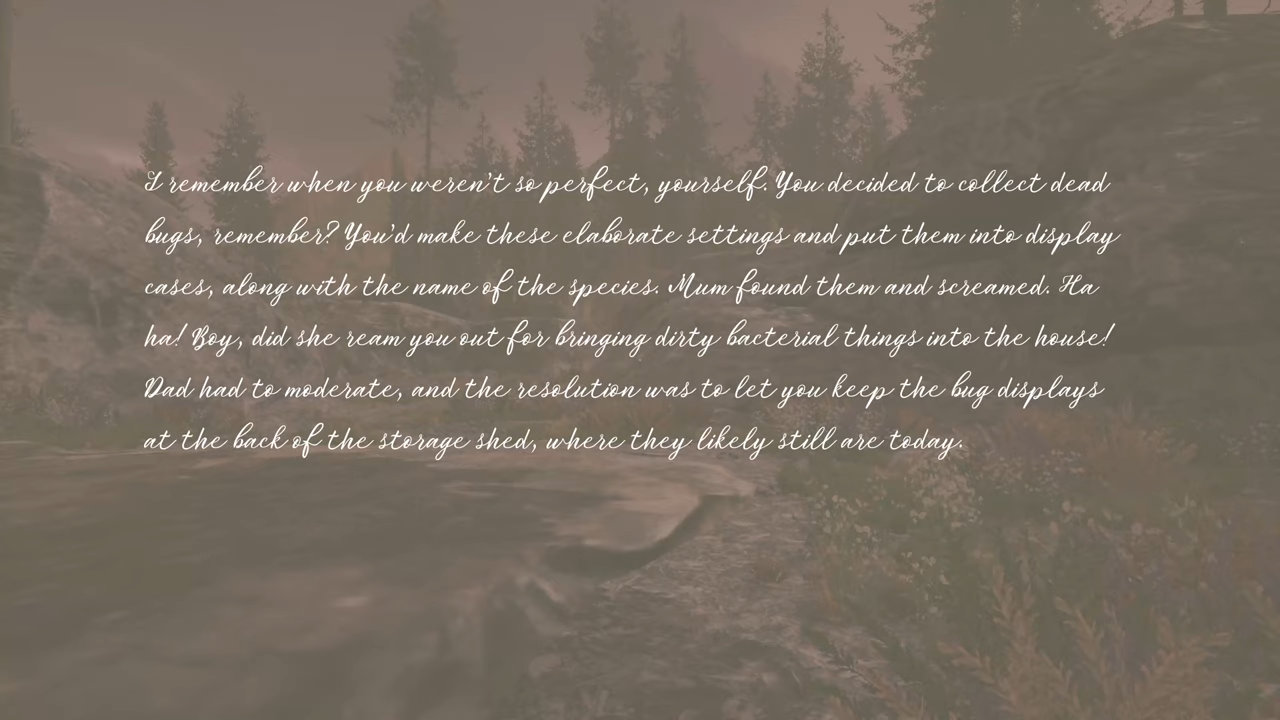 I remember when you weren't so perfect, yourself. You decided to collect dead
bugs, remember? You'd make these elaborate settings and put them into display
cases, along with the name of the species. Mum found them and screamed. Ha
ha! Boy, did she ream you out for bringing dirty bacterial things into the house!
Dad had to moderate, and the resolution was to let you keep the bug displays
at the back of the storage shed, where they likely still are today.